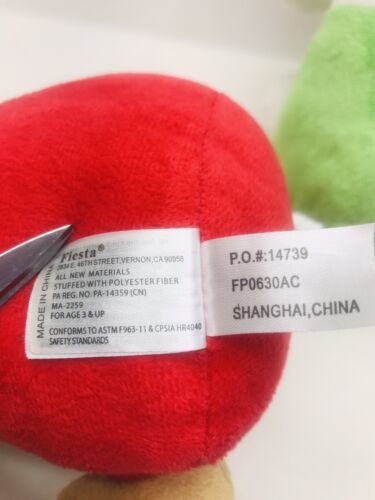 MADE IN CHINA
Fiesta®
2834 E. 46TH STREET, VERNON, CA 90058
ALL NEW MATERIALS
STUFFED WITH POLYESTER FIBER
PA REG. NO. PA-14359 (CN)
MA-2259
FOR AGE 3 & UP
CONFORMS TO ASTM F963-11 & CPSIA HR4040
SAFETY STANDARDS
P.O.#:14739
FP0630AC
SHANGHAI,CHINA